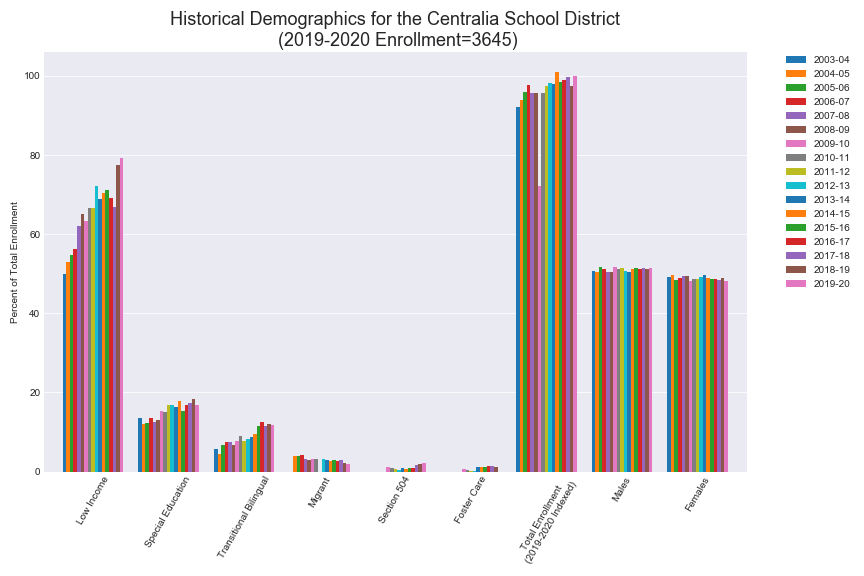 Historical Demographics for the Centralia School District
(2019-2020 Enrollment=3645)
Percent of Total Enrollment
100
80
60
40
20
0
Low Income
Special Education
Transitional Bilingual
Migrant
Section 504
Foster Care
Total Enrollment
(2019-2020 Indexed)
Males
Females
2003-04
2004-05
2005-06
2006-07
2007-08
2008-09
2009-10
2010-11
2011-12
2012-13
2013-14
2014-15
2015-16
2016-17
2017-18
2018-19
2019-20